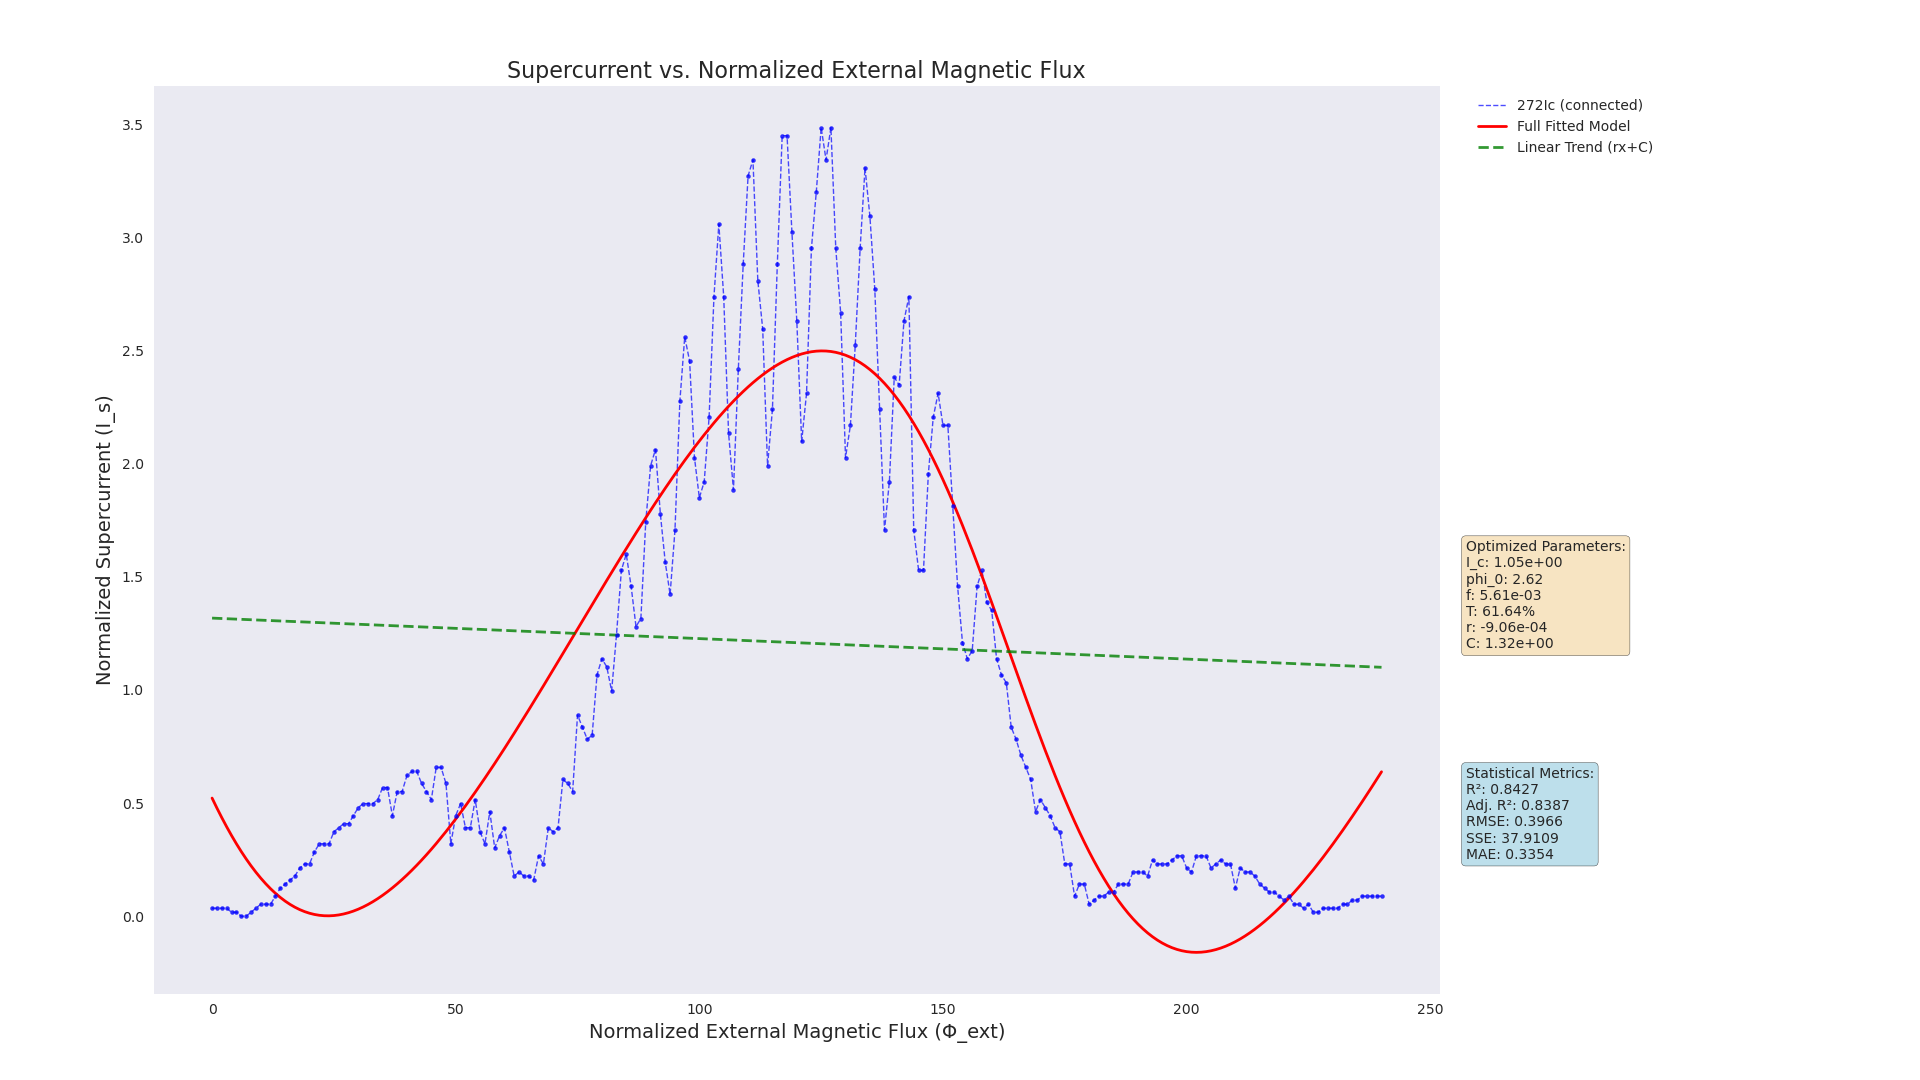 Supercurrent vs. Normalized External Magnetic Flux
272Ic (connected)
Full Fitted Model
Linear Trend (rx+C)
Normalized Supercurrent (I_s)
3.5
3.0
2.5
2.0
1.5
1.0
0.5
0.0
0
50
100
150
200
250
Normalized External Magnetic Flux (Φ_ext)
Optimized Parameters:
I_c: 1.05e+00
phi_0: 2.62
f: 5.61e-03
T: 61.64%
r: -9.06e-04
C: 1.32e+00
Statistical Metrics:
R²: 0.8427
Adj. R²: 0.8387
RMSE: 0.3966
SSE: 37.9109
MAE: 0.3354